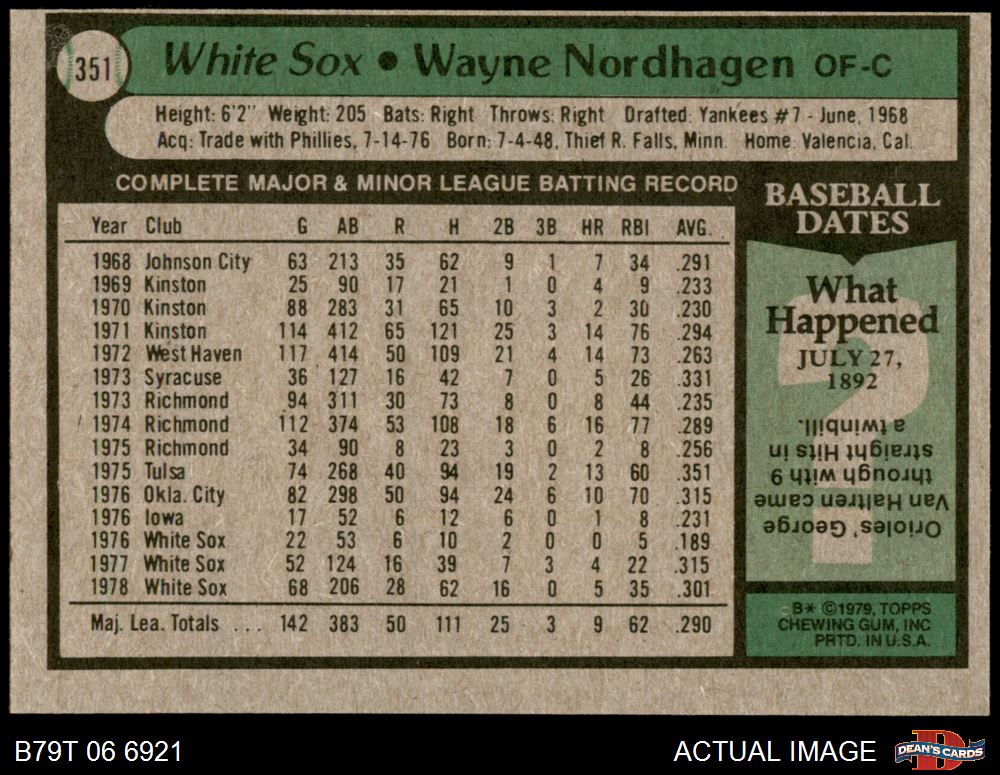 351
White Sox • Wayne Nordhagen OF-C
Height: 6'2" Weight: 205 Bats: Right Throws: Right Drafted: Yankees #7 - June, 1968
Acq: Trade with Phillies, 7-14-76 Born: 7-4-48, Thief R. Falls, Minn. Home: Valencia, Cal.
COMPLETE MAJOR & MINOR LEAGUE BATTING RECORD
Year Club G AB R H 2B 3B HR RBI AVG.
1968 Johnson City 63 213 35 62 9 1 7 34 .291
1969 Kinston 25 90 17 21 1 0 4 9 .233
1970 Kinston 88 283 31 65 10 3 2 30 .230
1971 Kinston 114 412 65 121 25 3 14 76 .294
1972 West Haven 117 414 50 109 21 4 14 73 .263
1973 Syracuse 36 127 16 42 7 0 5 26 .331
1973 Richmond 94 311 30 73 8 0 8 44 .235
1974 Richmond 112 374 53 108 18 6 16 77 .289
1975 Richmond 34 90 8 23 3 0 2 8 .256
1975 Tulsa 74 268 40 94 19 2 13 60 .351
1976 Okla. City 82 298 50 94 24 6 10 70 .315
1976 Iowa 17 52 6 12 6 0 1 8 .231
1976 White Sox 22 53 6 10 2 0 0 5 .189
1977 White Sox 52 124 16 39 7 3 4 22 .315
1978 White Sox 68 206 28 62 16 0 5 35 .301
Maj. Lea. Totals ... 142 383 50 111 25 3 9 62 .290
BASEBALL
DATES
What
Happened
JULY 27,
1892
Orioles' George
Van Haltren came
through with 9
straight Hits in
a twinbill.
B* ©1979, TOPPS
CHEWING GUM, INC
PRTD. IN U.S.A.
B79T 06 6921
ACTUAL IMAGE
DEAN'S CARDS